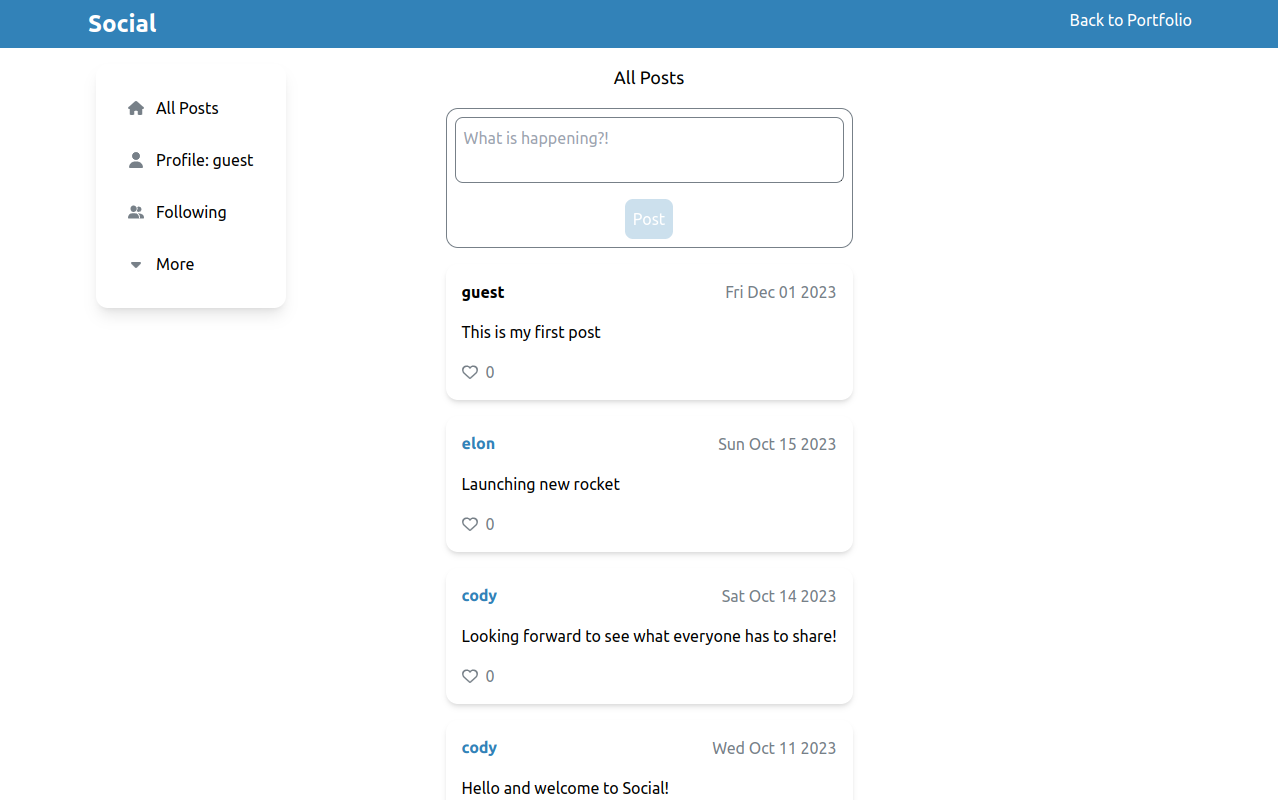 Social
Back to Portfolio
All Posts
Profile: guest
Following
More
All Posts
What is happening?!
Post
guest
Fri Dec 01 2023
This is my first post
0
elon
Sun Oct 15 2023
Launching new rocket
0
cody
Sat Oct 14 2023
Looking forward to see what everyone has to share!
0
cody
Wed Oct 11 2023
Hello and welcome to Social!